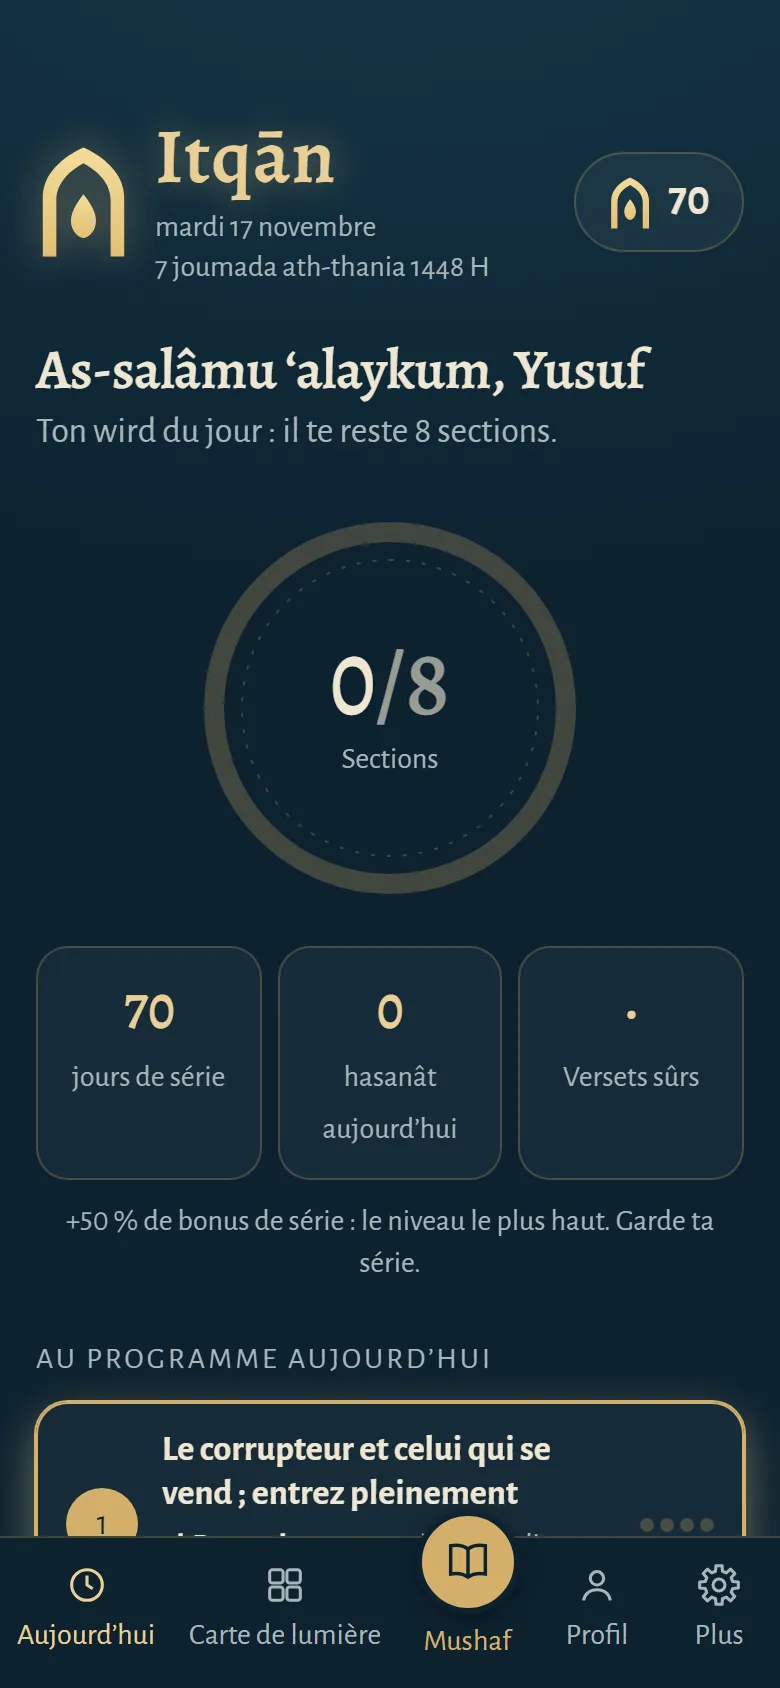 Itqān
mardi 17 novembre
7 joumada ath-thania 1448 H
70
As-salâmu ‘alaykum, Yusuf
Ton wird du jour : il te reste 8 sections.
0/8
Sections
70
jours de série
0
hasanât
aujourd’hui
·
Versets sûrs
+50 % de bonus de série : le niveau le plus haut. Garde ta
série.
AU PROGRAMME AUJOURD’HUI
Le corrupteur et celui qui se
vend ; entrez pleinement
1
Aujourd’hui
Carte de lumière
Mushaf
Profil
Plus